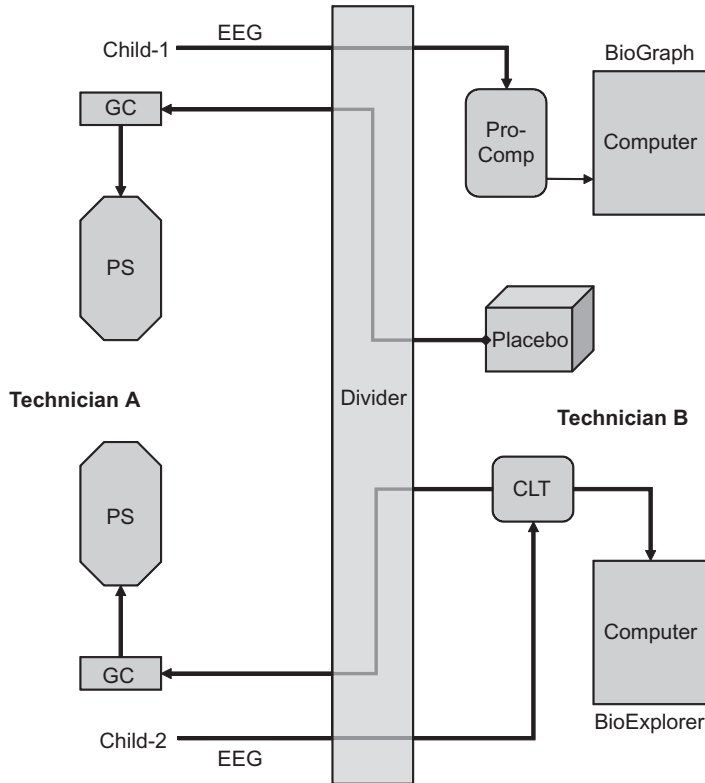 EEG
Child-1
BioGraph
GC
Pro-
Comp
Computer
PS
Placebo
Technician A
Divider
Technician B
PS
CLT
Computer
GC
BioExplorer
Child-2
EEG